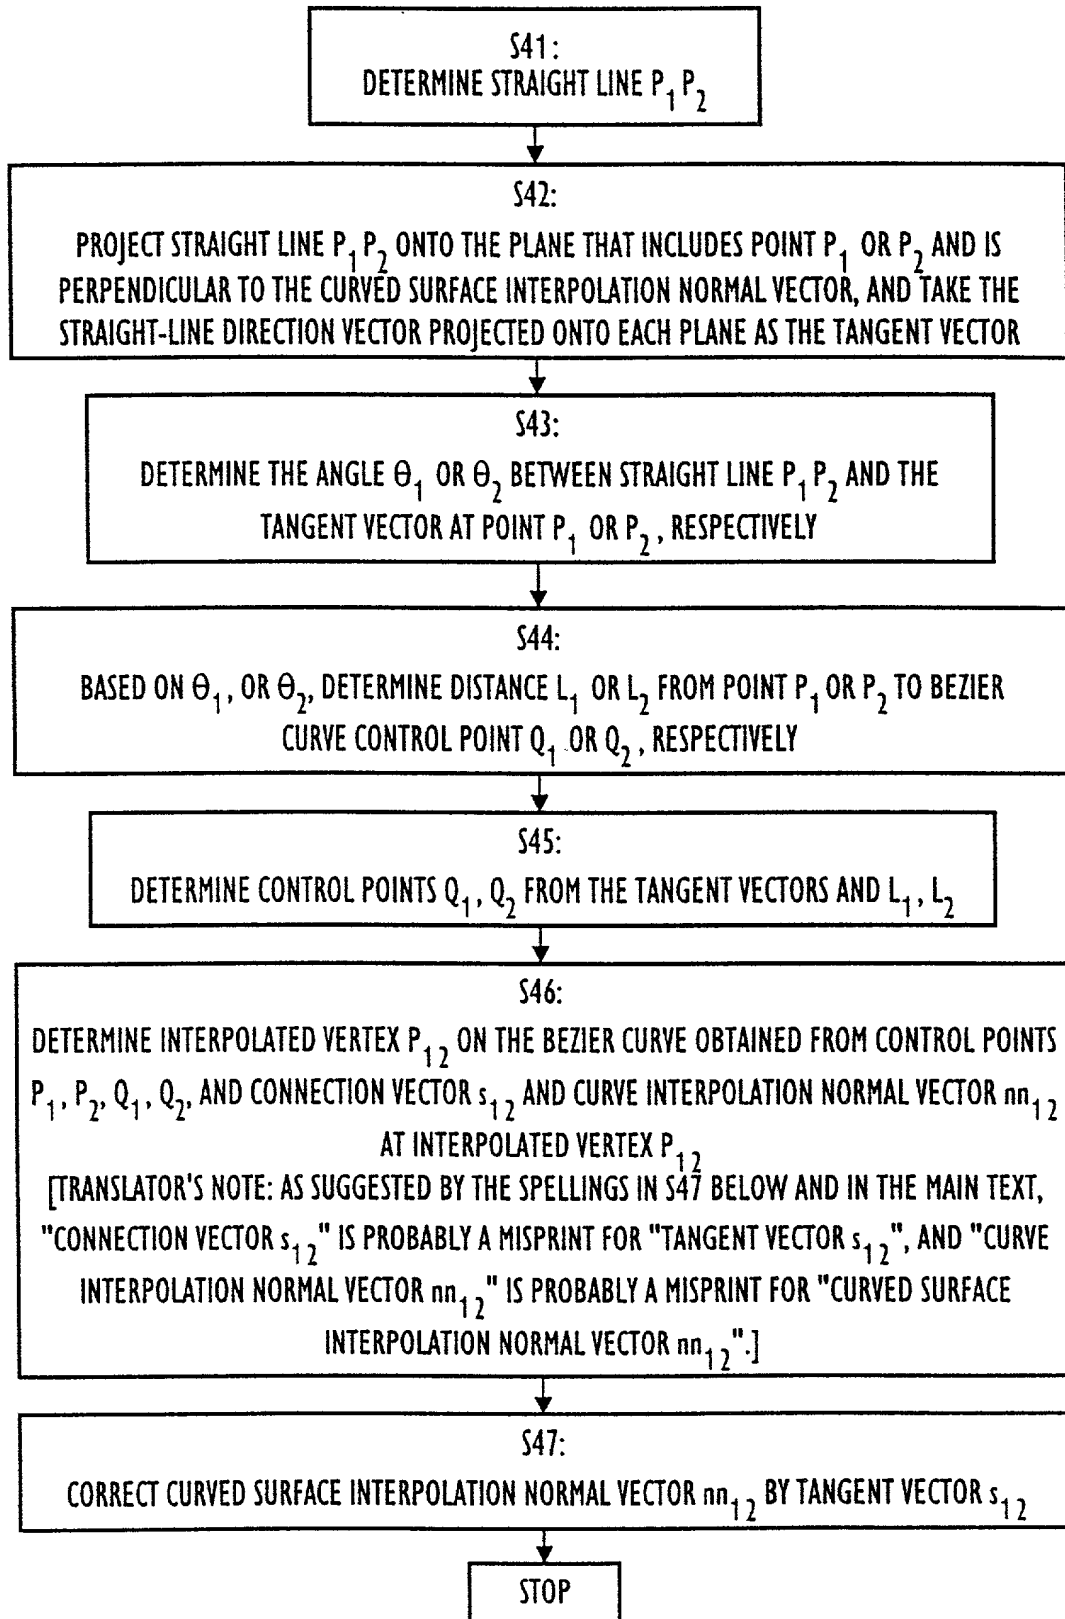 S41:
DETERMINE STRAIGHT LINE P₁ P₂
S42:
PROJECT STRAIGHT LINE P₁ P₂ ONTO THE PLANE THAT INCLUDES POINT P₁ OR P₂ AND IS
PERPENDICULAR TO THE CURVED SURFACE INTERPOLATION NORMAL VECTOR, AND TAKE THE
STRAIGHT-LINE DIRECTION VECTOR PROJECTED ONTO EACH PLANE AS THE TANGENT VECTOR
S43:
DETERMINE THE ANGLE Θ₁ OR Θ₂ BETWEEN STRAIGHT LINE P₁ P₂ AND THE
TANGENT VECTOR AT POINT P₁ OR P₂, RESPECTIVELY
S44:
BASED ON Θ₁, OR Θ₂, DETERMINE DISTANCE L₁ OR L₂ FROM POINT P₁ OR P₂ TO BEZIER
CURVE CONTROL POINT Q₁ OR Q₂, RESPECTIVELY
S45:
DETERMINE CONTROL POINTS Q₁, Q₂ FROM THE TANGENT VECTORS AND L₁, L₂
S46:
DETERMINE INTERPOLATED VERTEX P₁₂ ON THE BEZIER CURVE OBTAINED FROM CONTROL POINTS
P₁, P₂, Q₁, Q₂, AND CONNECTION VECTOR s₁₂ AND CURVE INTERPOLATION NORMAL VECTOR nn₁₂
AT INTERPOLATED VERTEX P₁₂
[TRANSLATOR'S NOTE: AS SUGGESTED BY THE SPELLINGS IN S47 BELOW AND IN THE MAIN TEXT,
"CONNECTION VECTOR s₁₂" IS PROBABLY A MISPRINT FOR "TANGENT VECTOR s₁₂", AND "CURVE
INTERPOLATION NORMAL VECTOR nn₁₂" IS PROBABLY A MISPRINT FOR "CURVED SURFACE
INTERPOLATION NORMAL VECTOR nn₁₂".]
S47:
CORRECT CURVED SURFACE INTERPOLATION NORMAL VECTOR nn₁₂ BY TANGENT VECTOR s₁₂
STOP